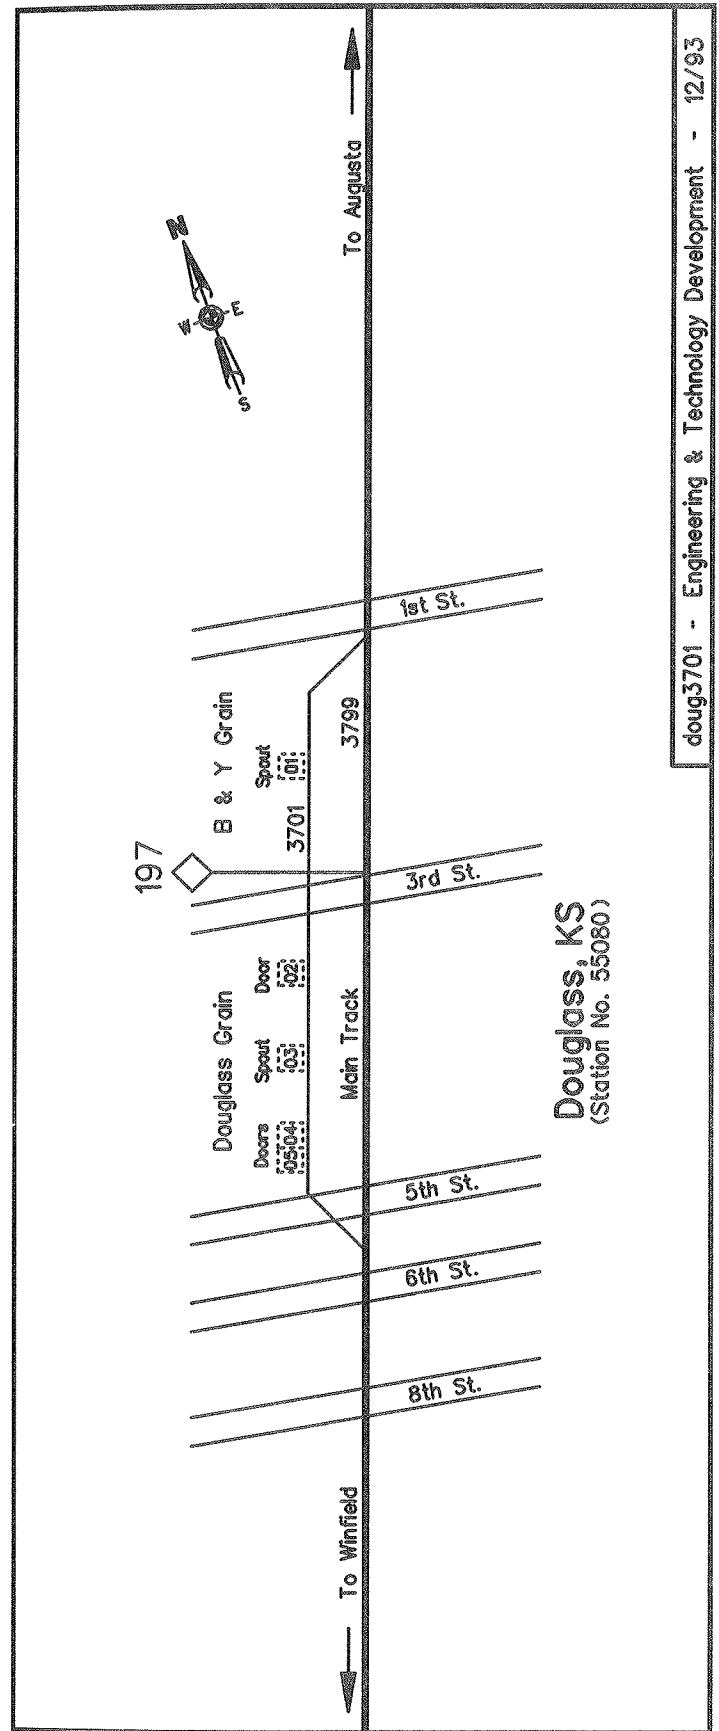 197
Douglass Grain
B & Y Grain
Doors
Spout
Door
Spout
05 04
03
02
3701
01
To Winfield
Main Track
3799
To Augusta
N
W
E
S
8th St.
6th St.
5th St.
3rd St.
1st St.
Douglass, KS
(Station No. 55080)
doug3701 - Engineering & Technology Development - 12/93